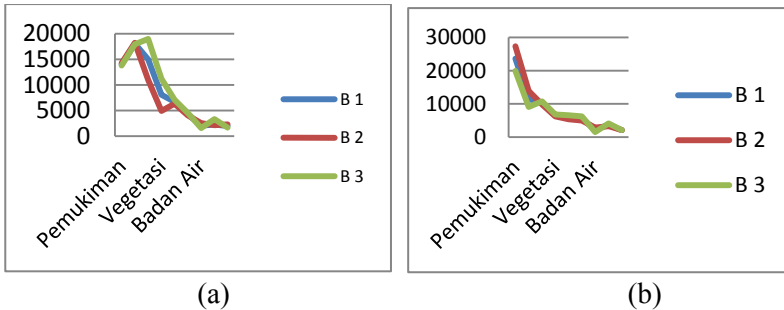 20000
15000
10000
5000
0
Pemukiman
Vegetasi
Badan Air
B 1
B 2
B 3
(a)
30000
20000
10000
0
Pemukiman
Vegetasi
Badan Air
B 1
B 2
B 3
(b)